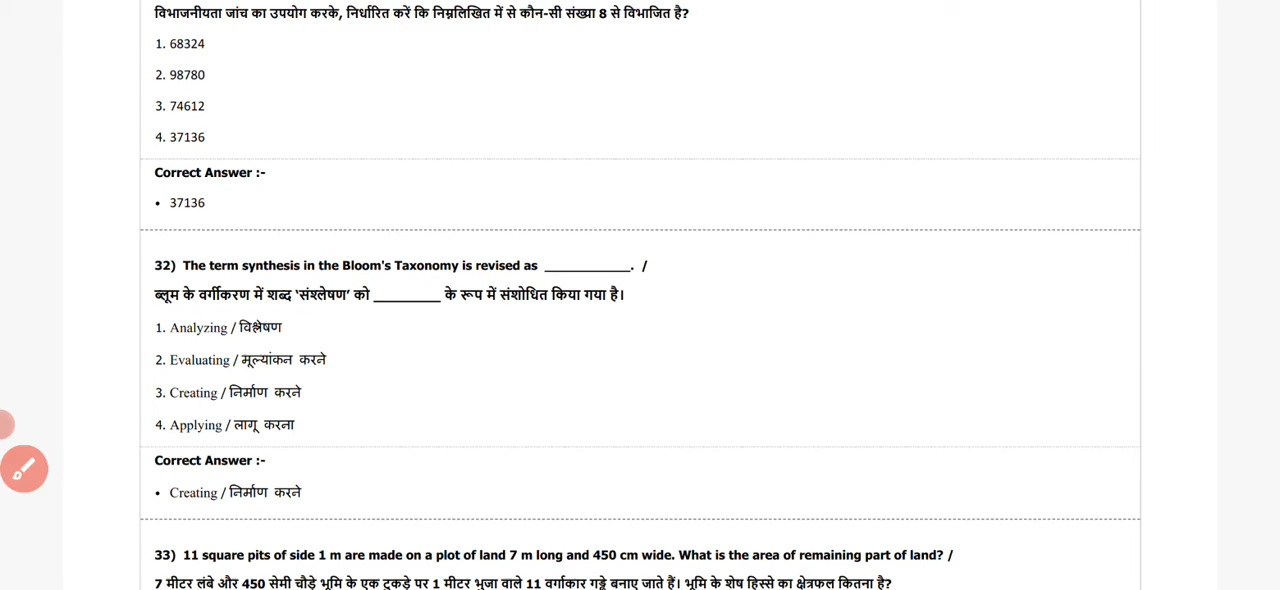 विभाजनीयता जांच का उपयोग करके, निर्धारित करें कि निम्नलिखित में से कौन-सी संख्या 8 से विभाजित है?
1. 68324
2. 98780
3. 74612
4. 37136
Correct Answer :-
• 37136
32) The term synthesis in the Bloom's Taxonomy is revised as ____________. /
ब्लूम के वर्गीकरण में शब्द 'संश्लेषण' को _________ के रूप में संशोधित किया गया है।
1. Analyzing / विश्लेषण
2. Evaluating / मूल्यांकन करने
3. Creating / निर्माण करने
4. Applying / लागू करना
Correct Answer :-
• Creating / निर्माण करने
33) 11 square pits of side 1 m are made on a plot of land 7 m long and 450 cm wide. What is the area of remaining part of land? /
7 मीटर लंबे और 450 सेमी चौड़े भूमि के एक टुकड़े पर 1 मीटर भुजा वाले 11 वर्गाकार गड्ढे बनाए जाते हैं। भूमि के शेष हिस्से का क्षेत्रफल कितना है?